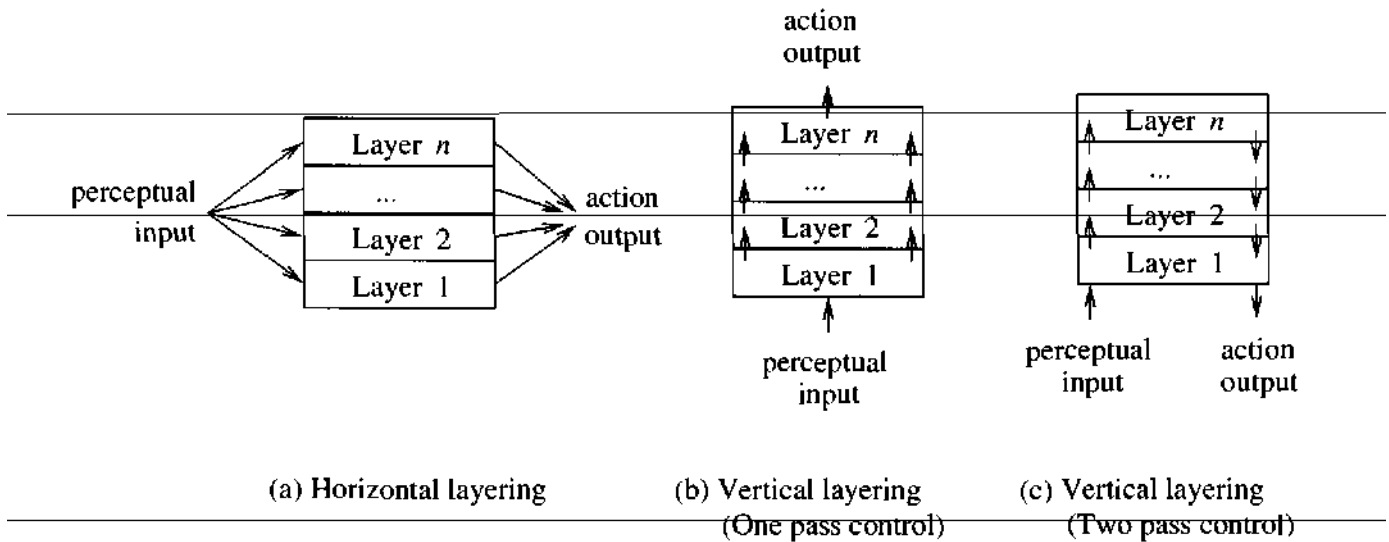 perceptual
input
Layer n
...
Layer 2
Layer 1
action
output
(a) Horizontal layering
action
output
Layer n
...
Layer 2
Layer 1
perceptual
input
(b) Vertical layering
(One pass control)
Layer n
...
Layer 2
Layer 1
perceptual
input
action
output
(c) Vertical layering
(Two pass control)